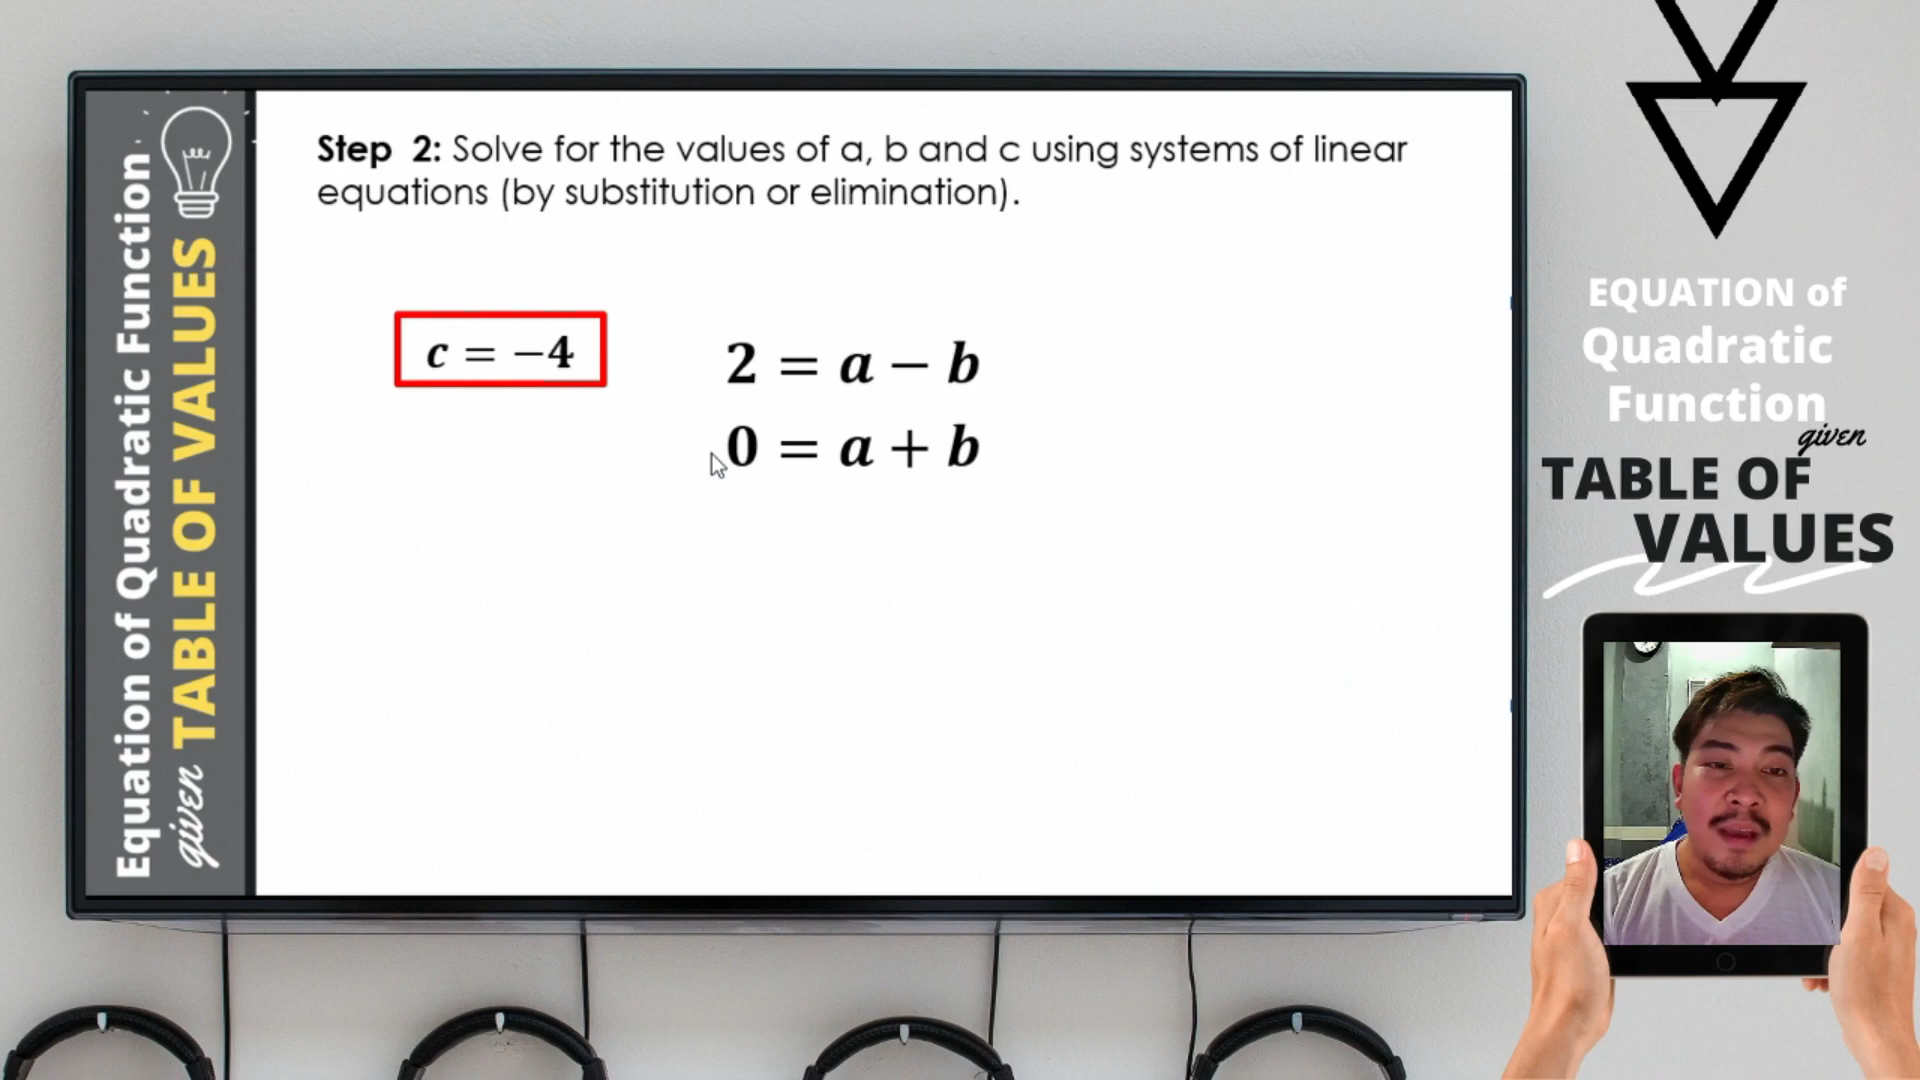 Equation of Quadratic Function
given TABLE OF VALUES
Step 2: Solve for the values of a, b and c using systems of linear
equations (by substitution or elimination).
c = −4
2 = a − b
0 = a + b
EQUATION of
Quadratic
Function
given
TABLE OF
VALUES